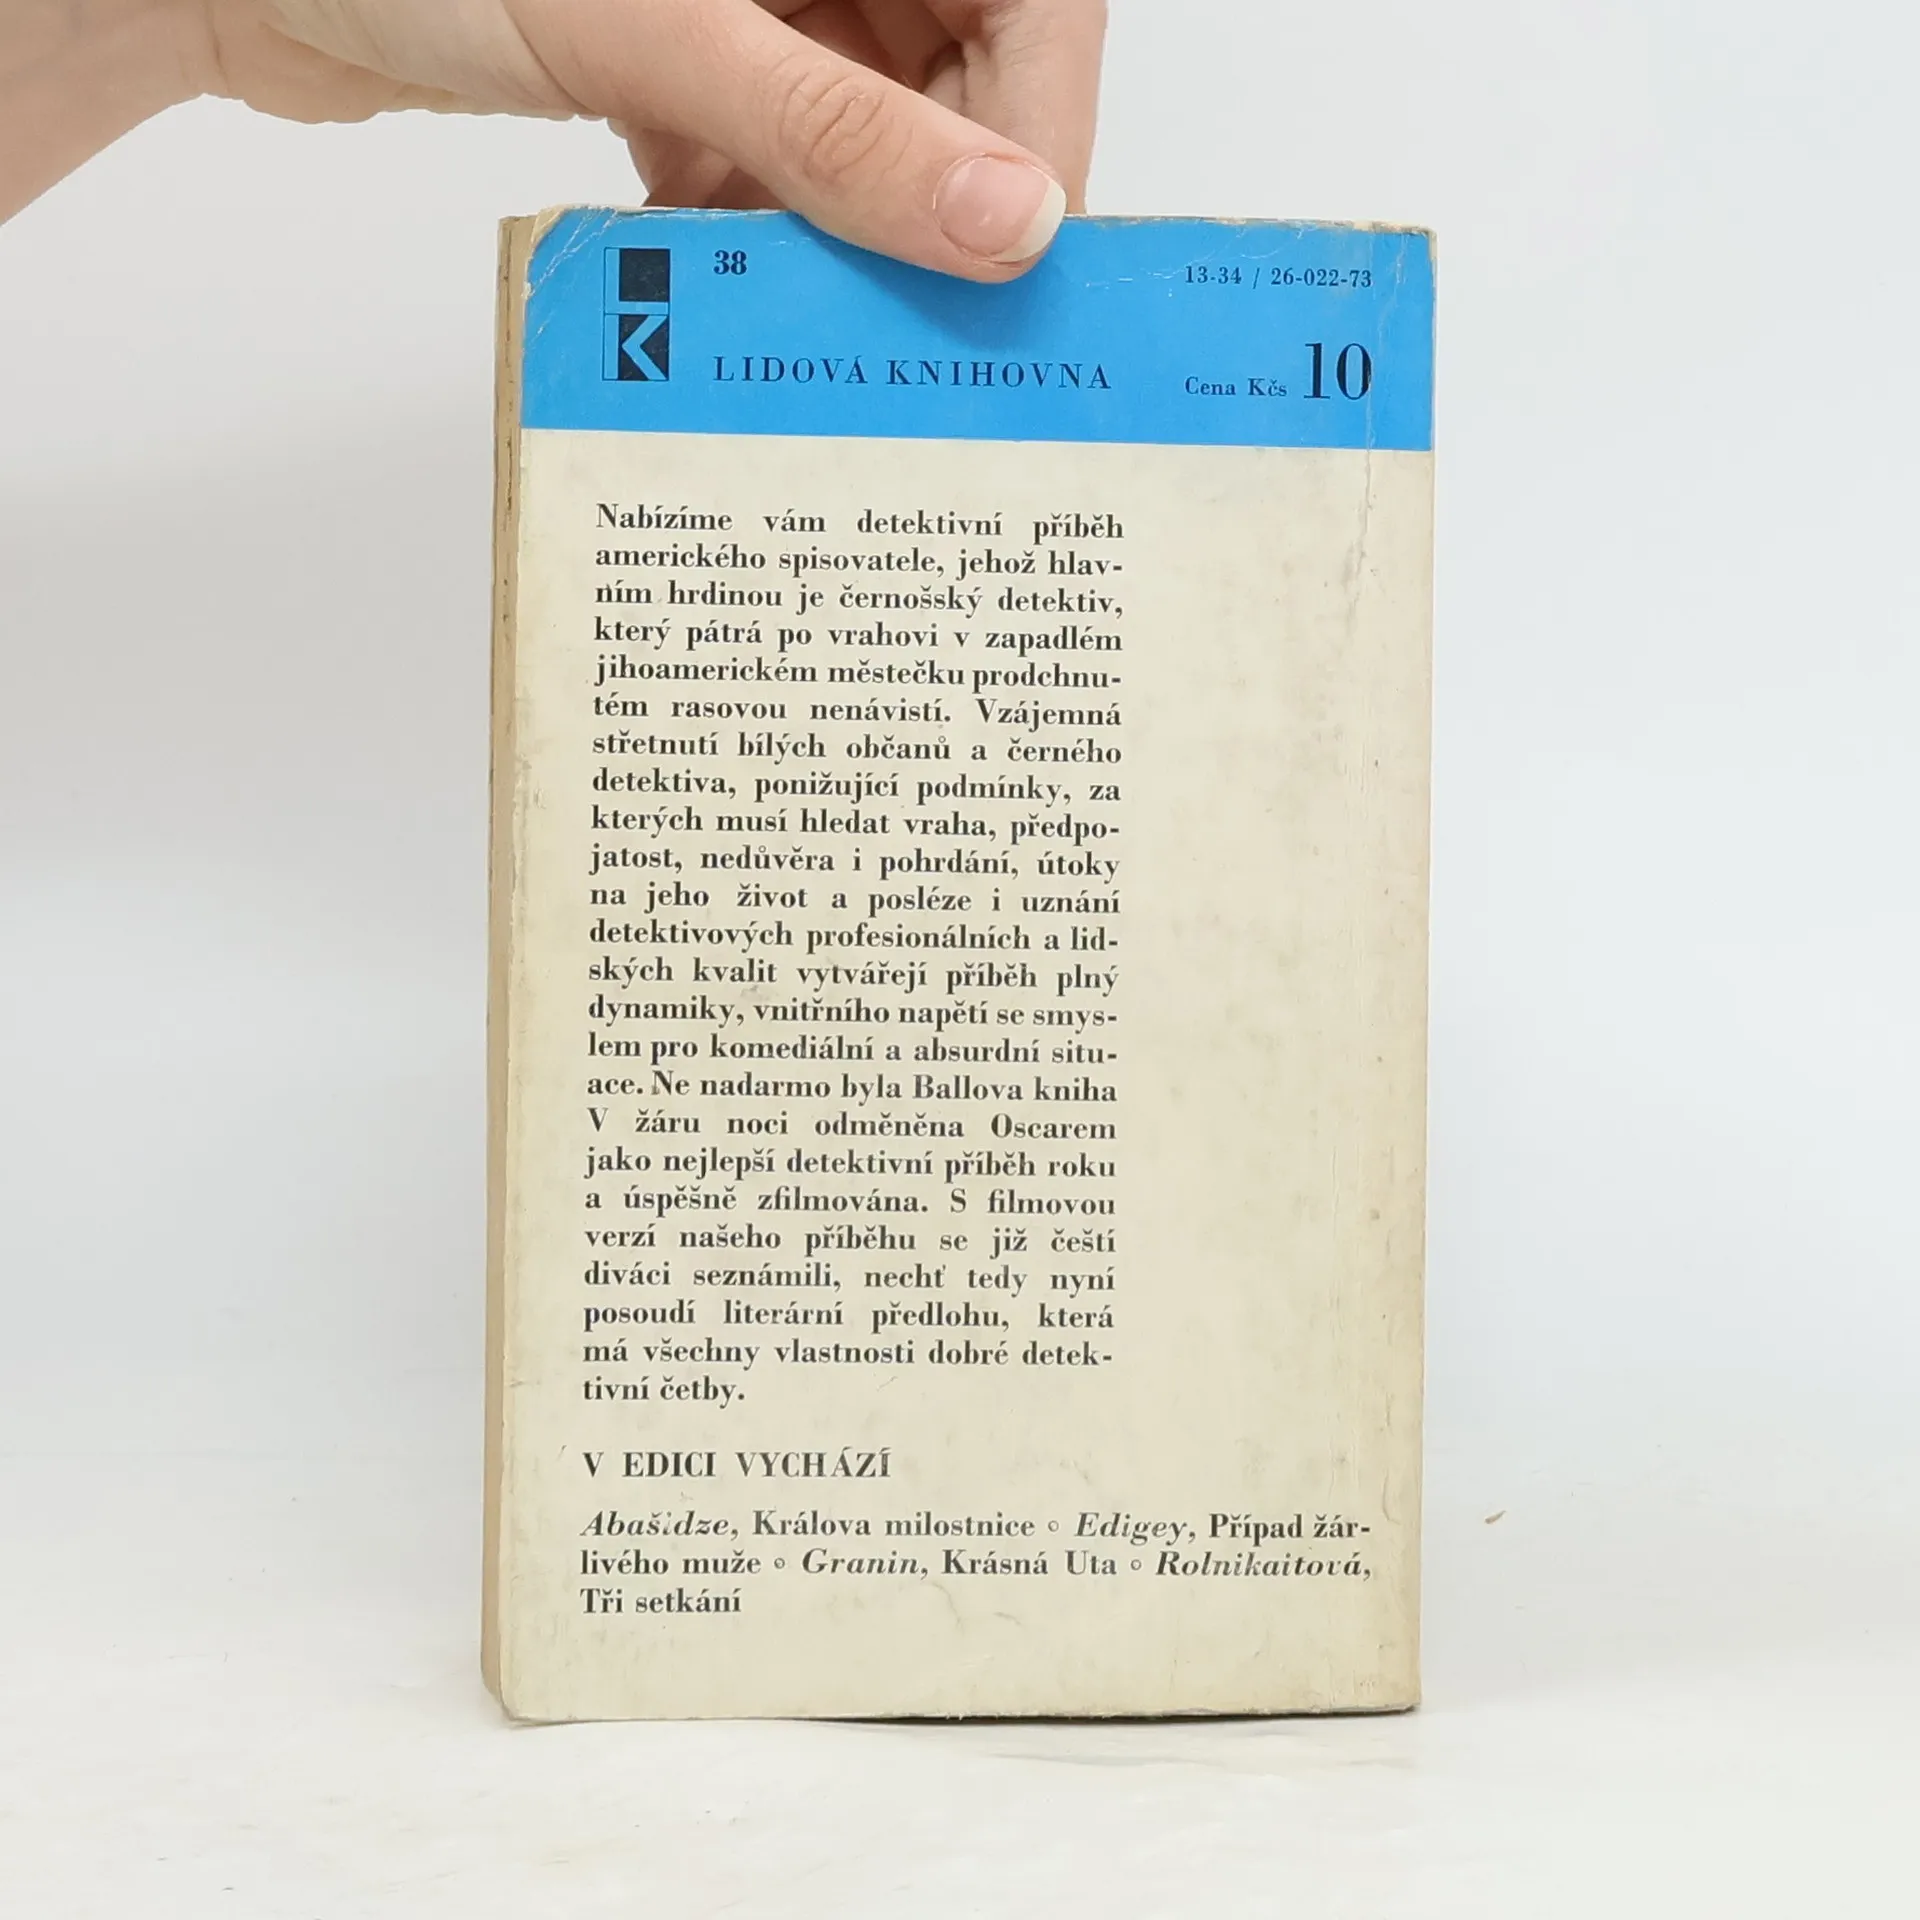 LK
38
13-34 / 26-022-73
LIDOVÁ KNIHOVNA
Cena Kčs 10
Nabízíme vám detektivní příběh
amerického spisovatele, jehož hlav-
ním hrdinou je černošský detektiv,
který pátrá po vrahovi v zapadlém
jihoamerickém městečku prodchnu-
tém rasovou nenávistí. Vzájemná
střetnutí bílých občanů a černého
detektiva, ponižující podmínky, za
kterých musí hledat vraha, předpo-
jatost, nedůvěra i pohrdání, útoky
na jeho život a posléze i uznání
detektivových profesionálních a lid-
ských kvalit vytvářejí příběh plný
dynamiky, vnitřního napětí se smys-
lem pro komediální a absurdní situ-
ace. Ne nadarmo byla Ballova kniha
V žáru noci odměněna Oscarem
jako nejlepší detektivní příběh roku
a úspěšně zfilmována. S filmovou
verzí našeho příběhu se již čeští
diváci seznámili, nechť tedy nyní
posoudí literární předlohu, která
má všechny vlastnosti dobré detek-
tivní četby.
V EDICI VYCHÁZÍ
Abašidze, Králova milostnice ° Edigey, Případ žár-
livého muže ° Granin, Krásná Uta ° Rolnikaitová,
Tři setkání